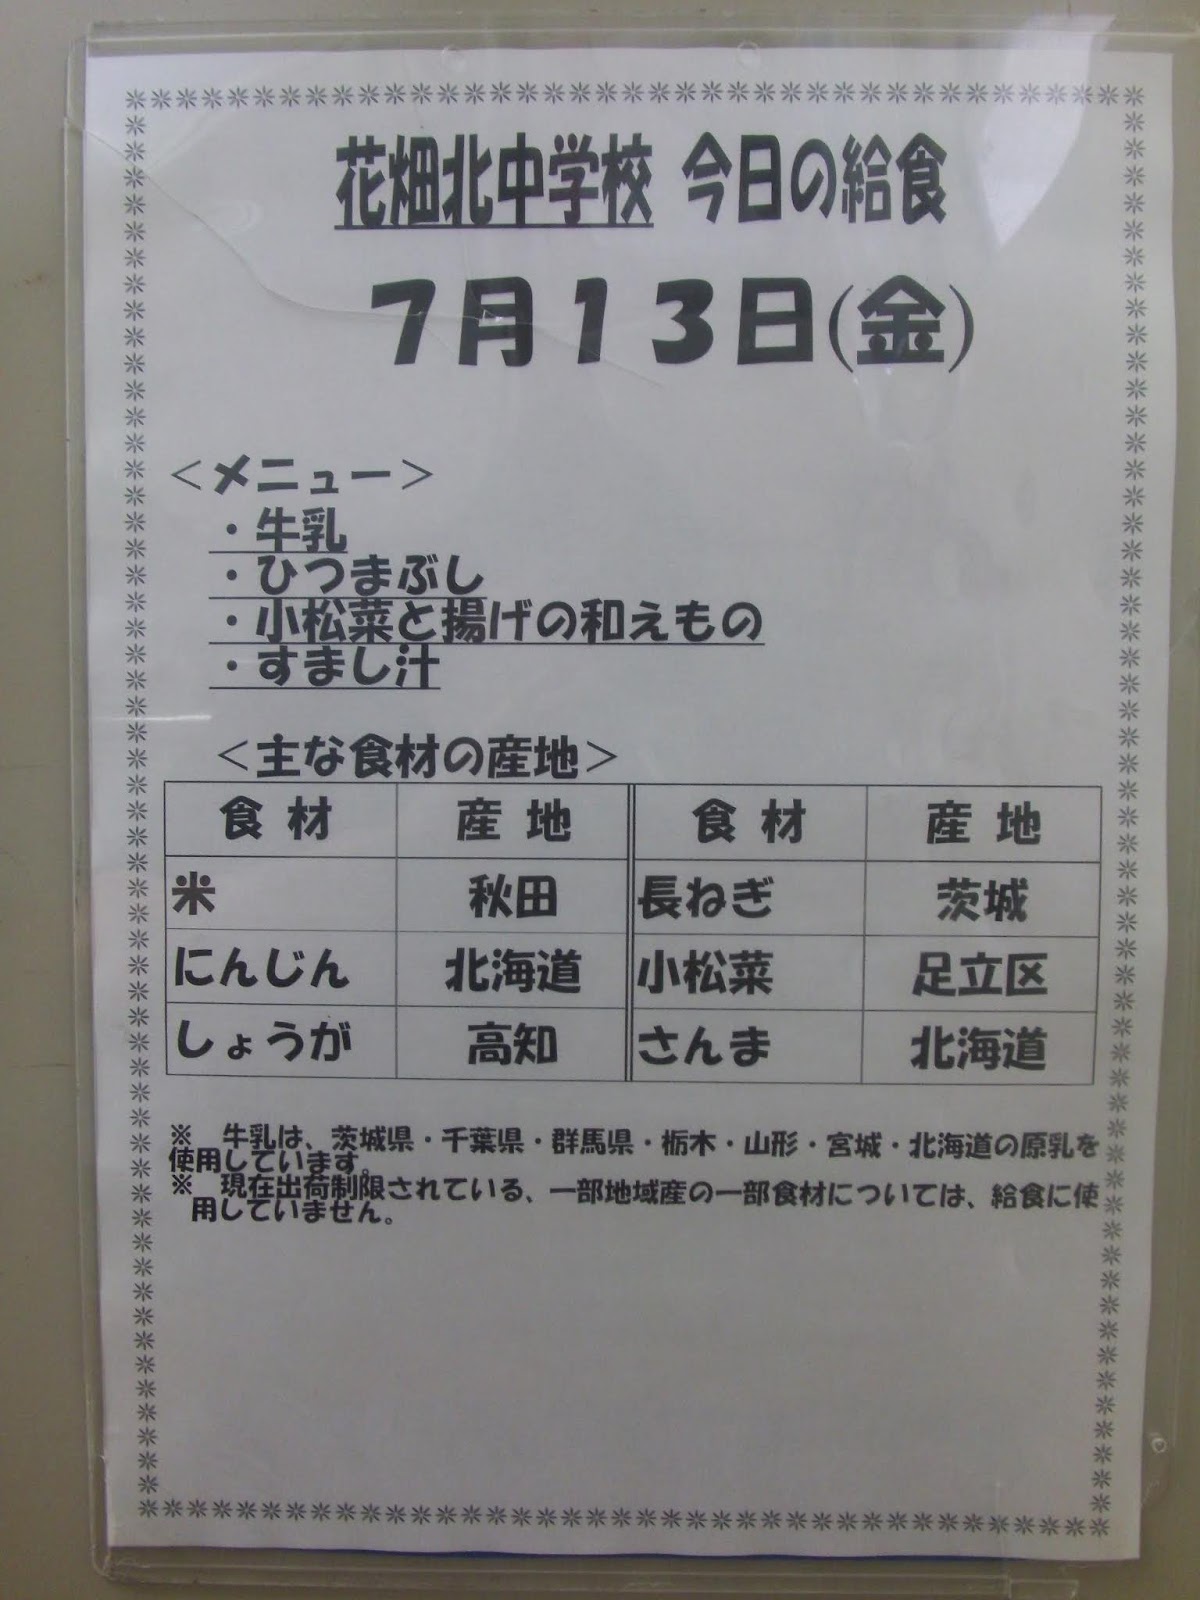 花畑北中学校 今日の給食
7月13日(金)
＜メニュー＞
・牛乳
・ひつまぶし
・小松菜と揚げの和えもの
・すまし汁
＜主な食材の産地＞
食材 産地 食材 産地
米 秋田 長ねぎ 茨城
にんじん 北海道 小松菜 足立区
しょうが 高知 さんま 北海道
※ 牛乳は、茨城県・千葉県・群馬県・栃木・山形・宮城・北海道の原乳を
使用しています。
※ 現在出荷制限されている、一部地域産の一部食材については、給食に使
用していません。